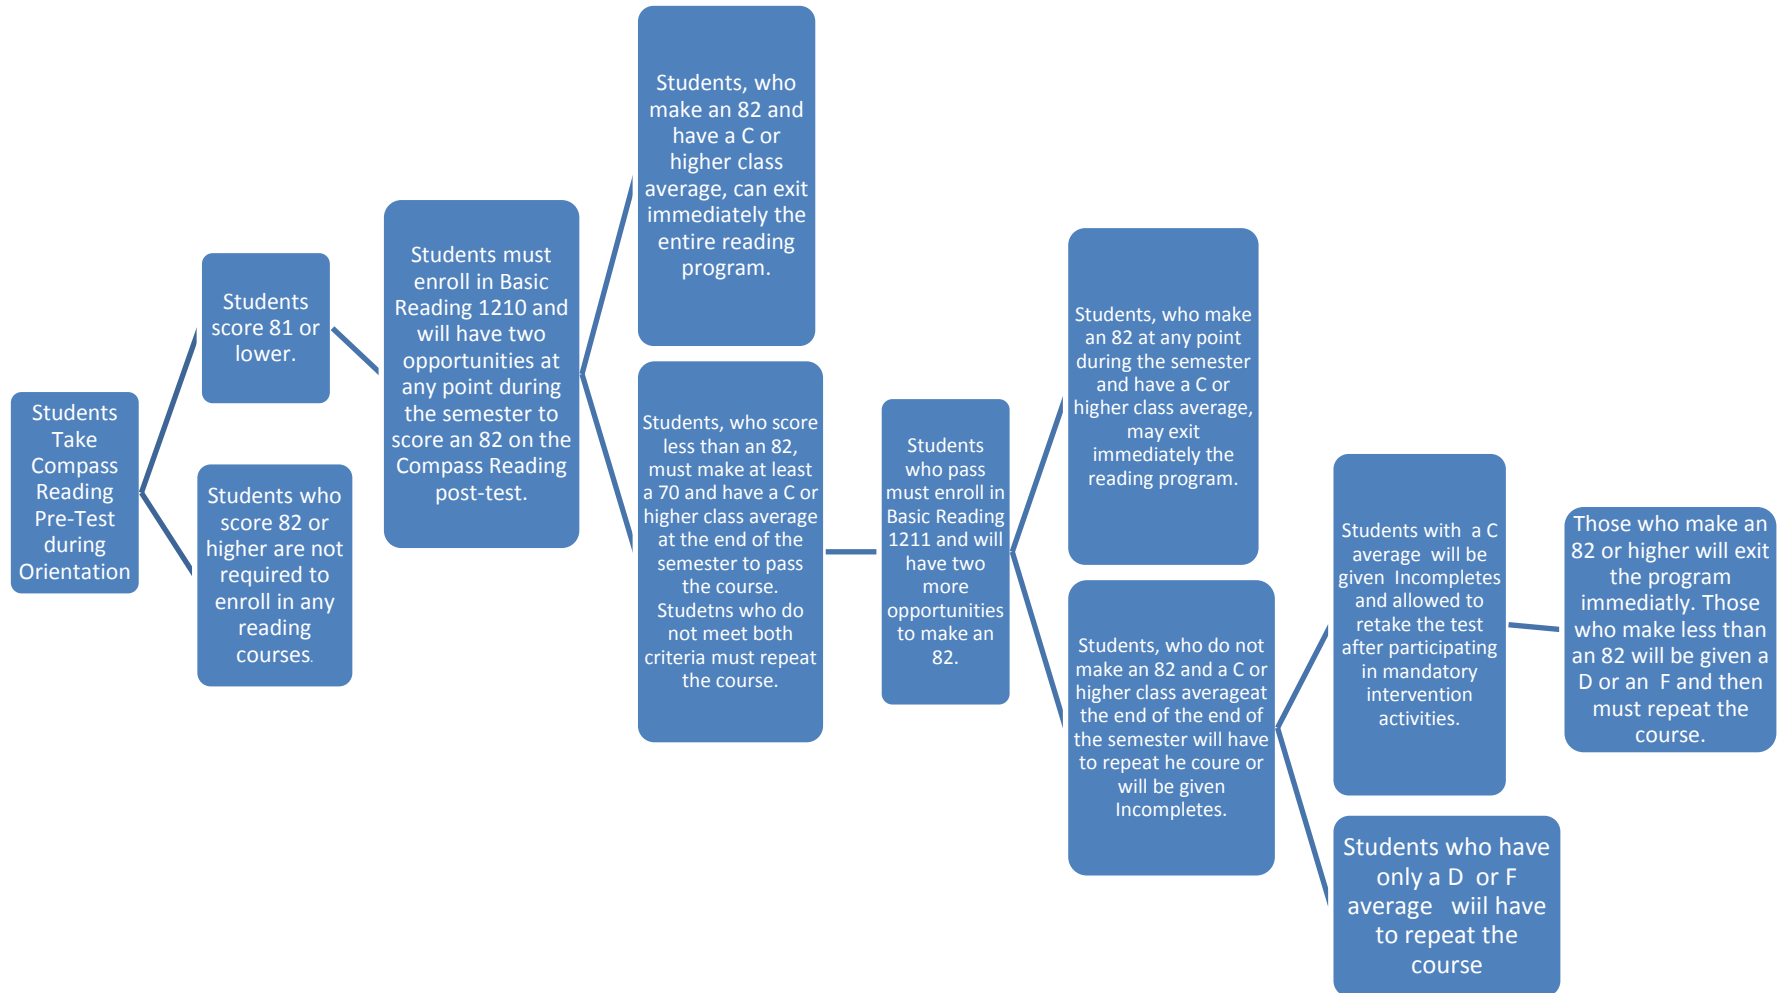 Students
Take
Compass
Reading
Pre-Test
during
Orientation
Students
score 81 or
lower.
Students who
score 82 or
higher are not
required to
enroll in any
reading
courses.
Students must
enroll in Basic
Reading 1210 and
will have two
opportunities at
any point during
the semester to
score an 82 on the
Compass Reading
post-test.
Students, who
make an 82 and
have a C or
higher class
average, can exit
immediately the
entire reading
program.
Students, who score
less than an 82,
must make at least
a 70 and have a C or
higher class average
at the end of the
semester to pass
the course.
Studetns who do
not meet both
criteria must repeat
the course.
Students
who pass
must enroll in
Basic Reading
1211 and will
have two
more
opportunities
to make an
82.
Students, who make
an 82 at any point
during the semester
and have a C or
higher class average,
may exit
immediately the
reading program.
Students, who do not
make an 82 and a C or
higher class averageat
the end of the end of
the semester will have
to repeat he coure or
will be given
Incompletes.
Students with  a C
average  will be
given  Incompletes
and allowed to
retake the test
after participating
in mandatory
intervention
activities.
Students who have
only a D  or F
average   wiil have
to repeat the
course
Those who make an
82 or higher will exit
the program
immediatly. Those
who make less than
an 82 will be given a
D or an  F and then
must repeat the
course.